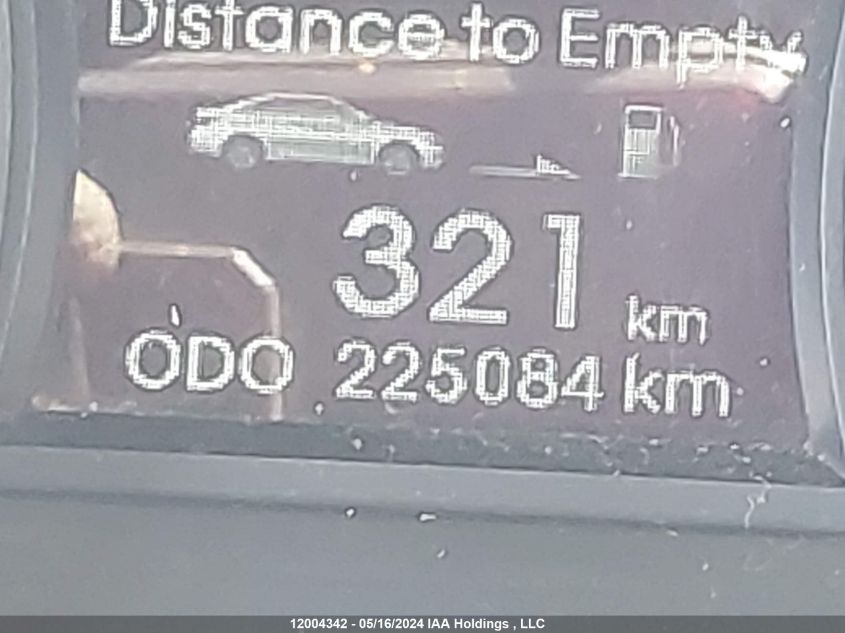 Distance to Empty
321 km
ODO 225084 km
12004342 - 05/16/2024 IAA Holdings , LLC